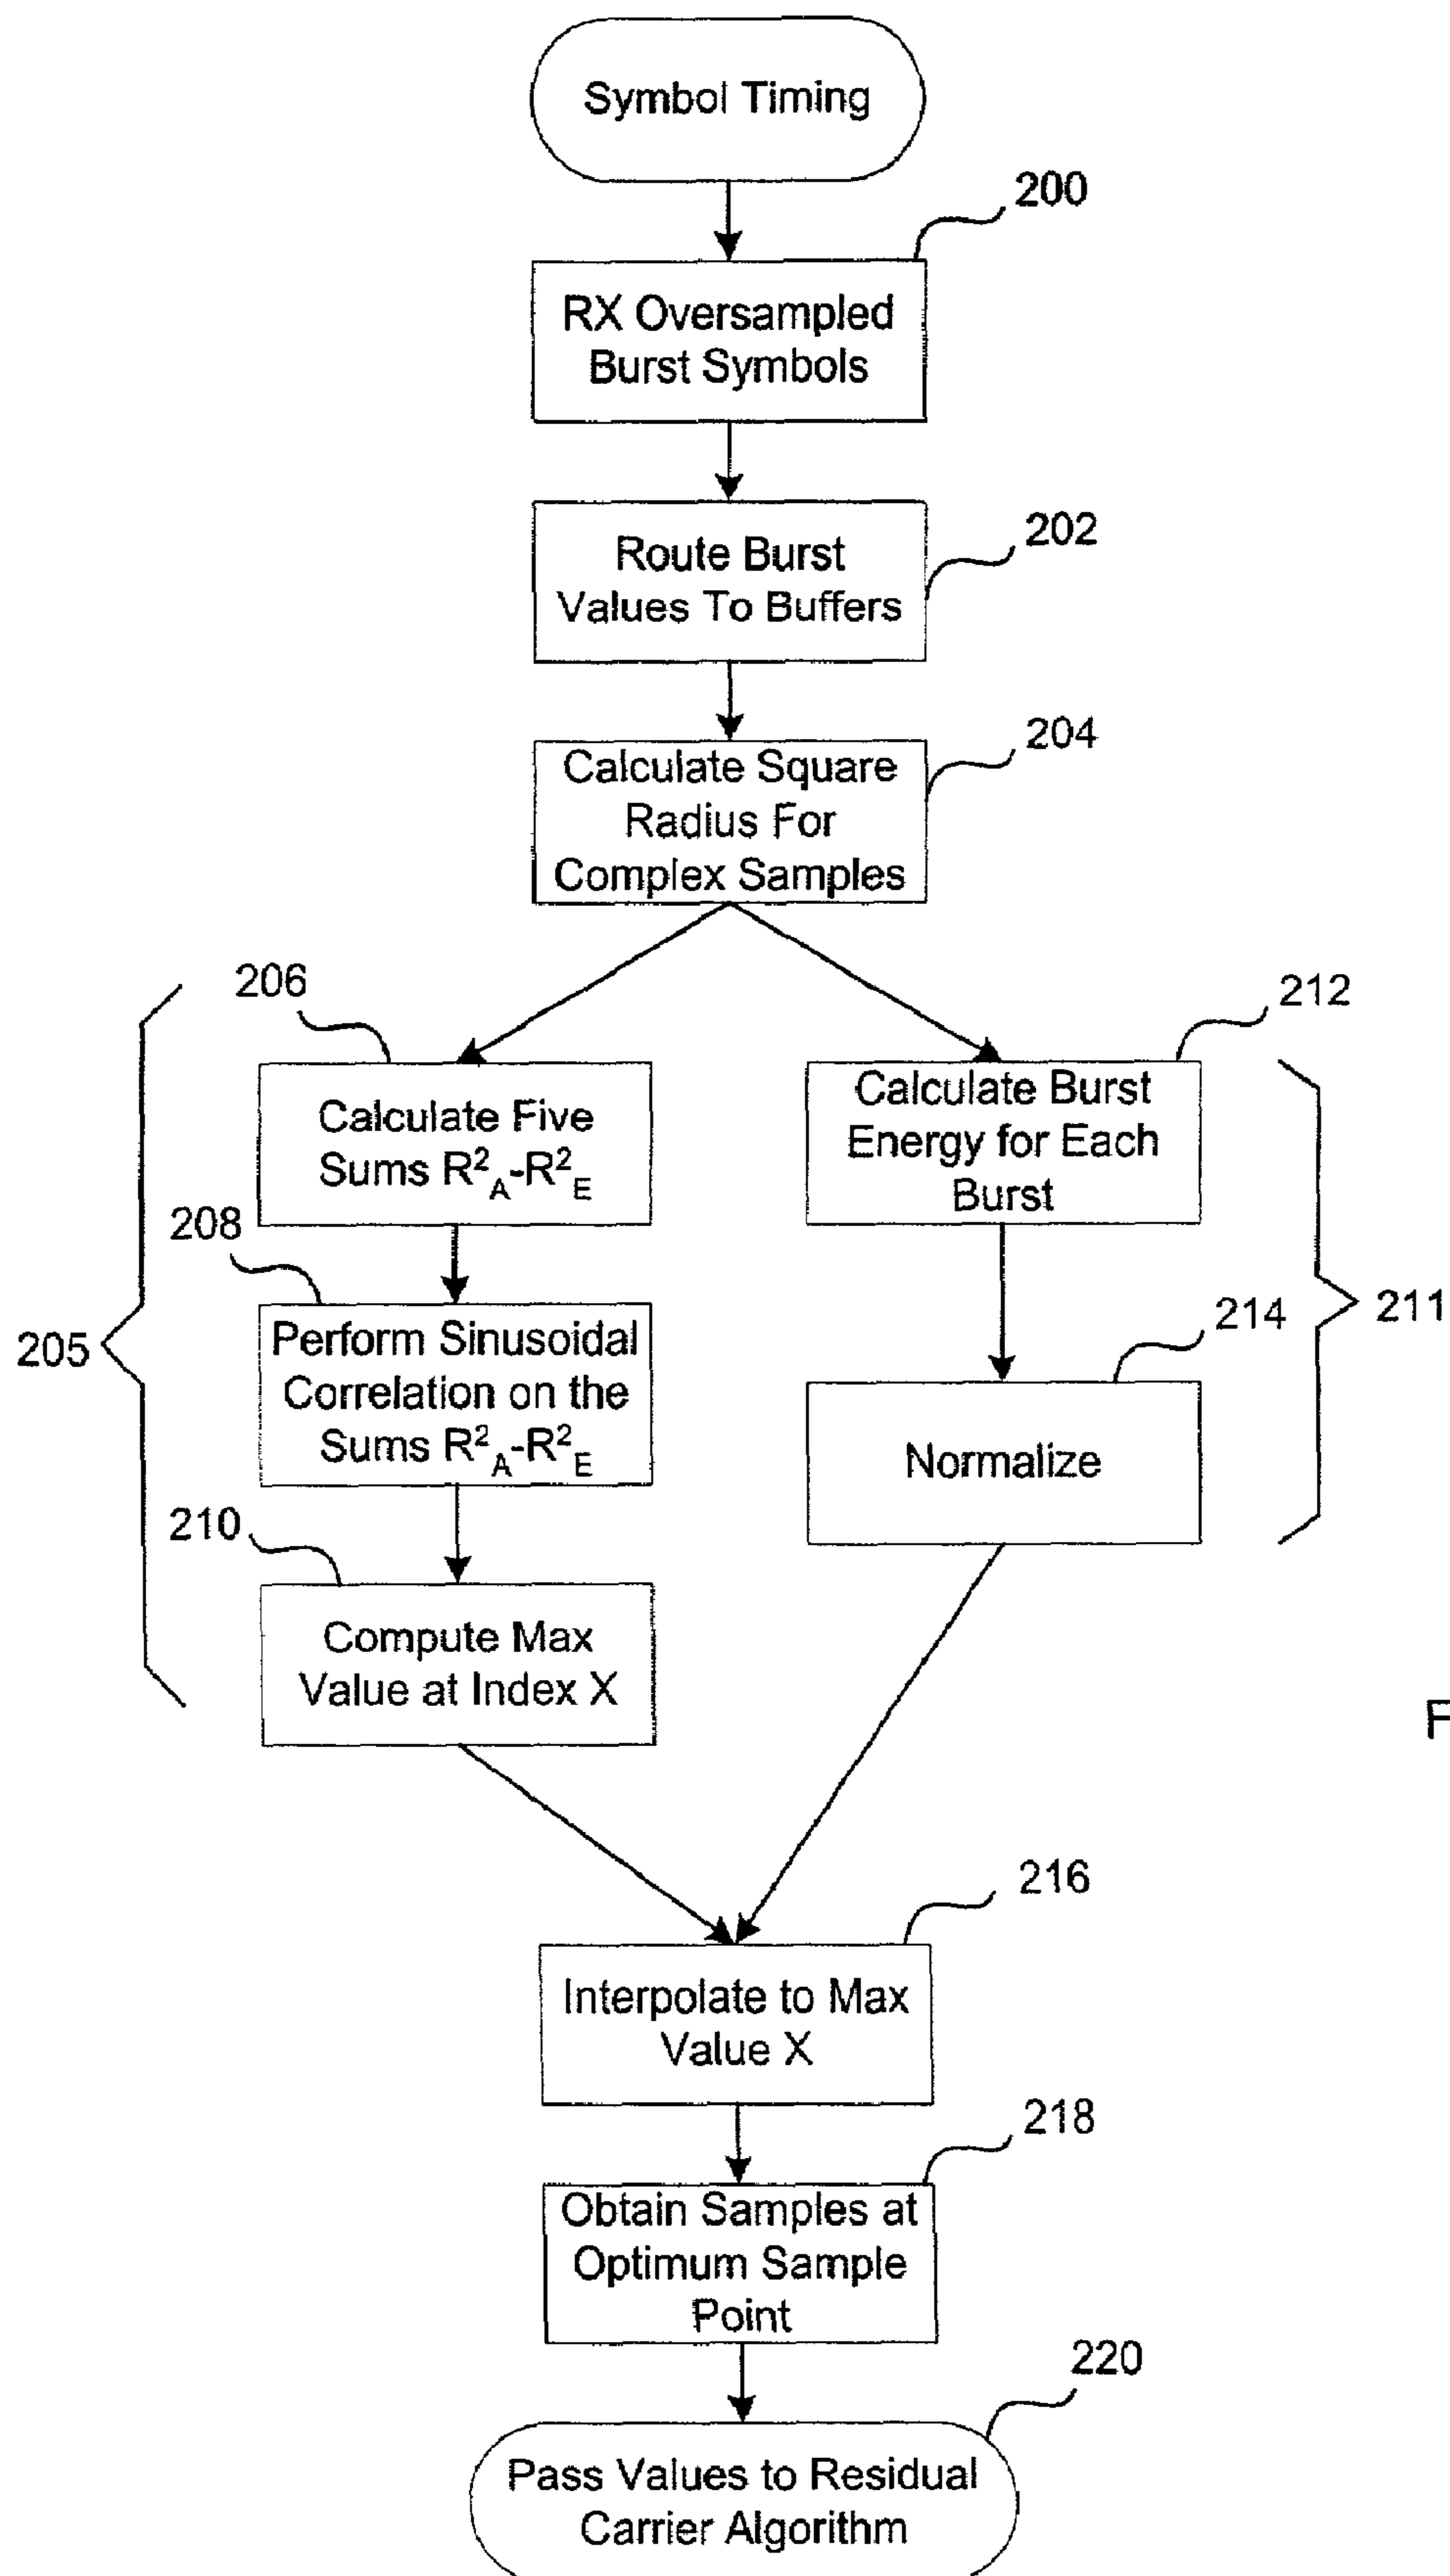 Symbol Timing
200
RX Oversampled
Burst Symbols
202
Route Burst
Values To Buffers
204
Calculate Square
Radius For
Complex Samples
206
212
Calculate Five
Sums R²A-R²E
Calculate Burst
Energy for Each
Burst
205
208
Perform Sinusoidal
Correlation on the
Sums R²A-R²E
214
211
Normalize
210
Compute Max
Value at Index X
F
216
Interpolate to Max
Value X
218
Obtain Samples at
Optimum Sample
Point
220
Pass Values to Residual
Carrier Algorithm